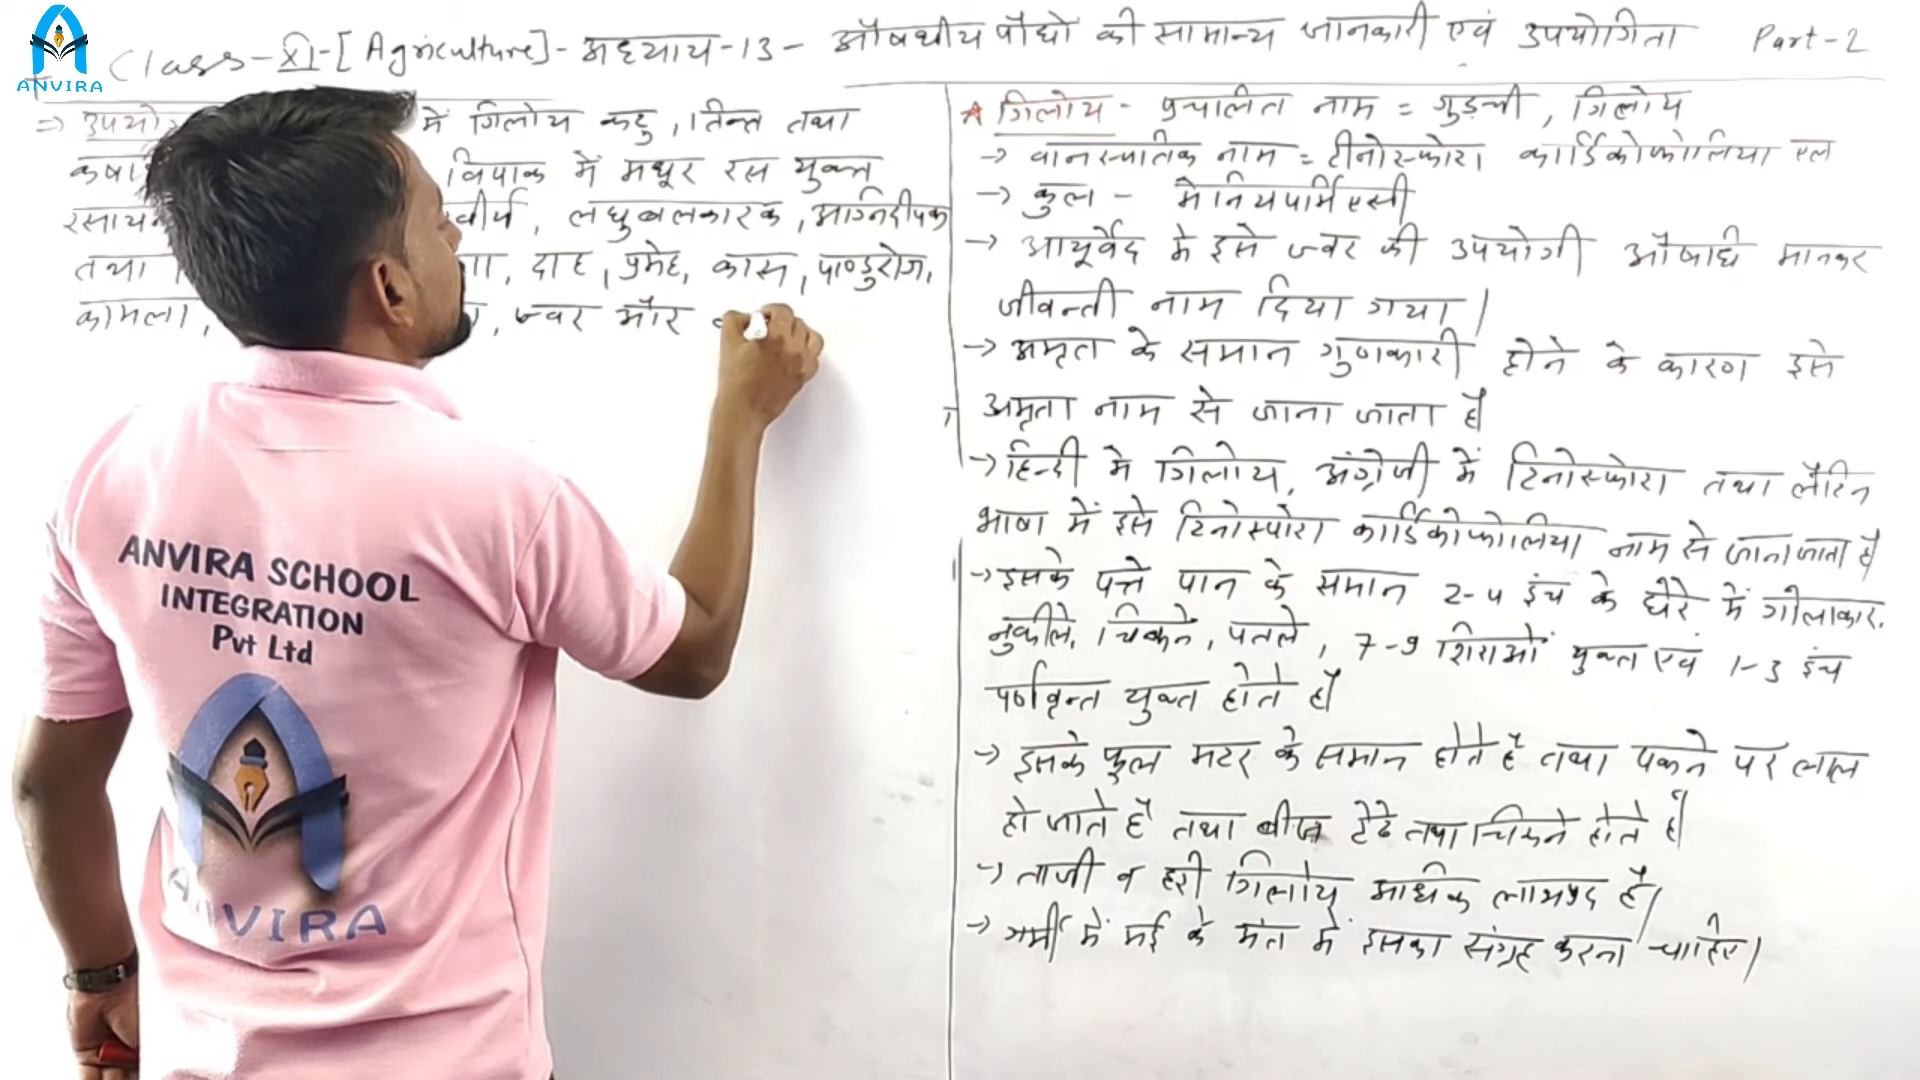 ANVIRA
Class-XI-[Agriculture]- अध्याय-13- औषधीय पौधों की सामान्य जानकारी एवं उपयोगिता Part-2
में गिलोय कटु, तिक्त तथा
विपाक में मधुर रस युक्त
लघु बलकारक, अग्निदीपक
तथा दाह, प्रमेह, कास, पाण्डुरोग,
कामला, ज्वर और
गिलोय - प्रचलित नाम = गुड़ची, गिलोय
→ वानस्पतिक नाम = टीनोस्फोरा कार्डिकोफोलिया एल
→ कुल - मेनियपर्मिएसी
→ आयूर्वेद मे इसे ज्वर की उपयोगी औषधि मानकर
जीवन्ती नाम दिया गया।
→ अमृता के समान गुणकारी होने के कारण इसे
अमृता नाम से जाना जाता है
→ हिन्दी मे गिलोय, अंग्रेजी में टिनोस्फोरा तथा लैटिन
भाषा में इसे टिनोस्पोरा कार्डिकोफोलिया नाम से जाना जाता है
→ इसके पत्ते पान के समान 2-4 इंच के घेरे में गोलाकार,
नुकीले, चिकने, पतले, 7-9 शिराओं युक्त एवं 1-3 इंच
पर्णवृन्त युक्त होते हैं
→ इसके फूल मटर के समान होते है तथा पकने पर लाल
हो जाते है तथा बीज टेढे तथा चिकने होते हैं
→ ताजी व हरी गिलोय अधिक लाभप्रद है।
→ गर्मी में मई के अंत में इसका संग्रह करना चाहिए।
ANVIRA SCHOOL
INTEGRATION
Pvt Ltd
ANVIRA